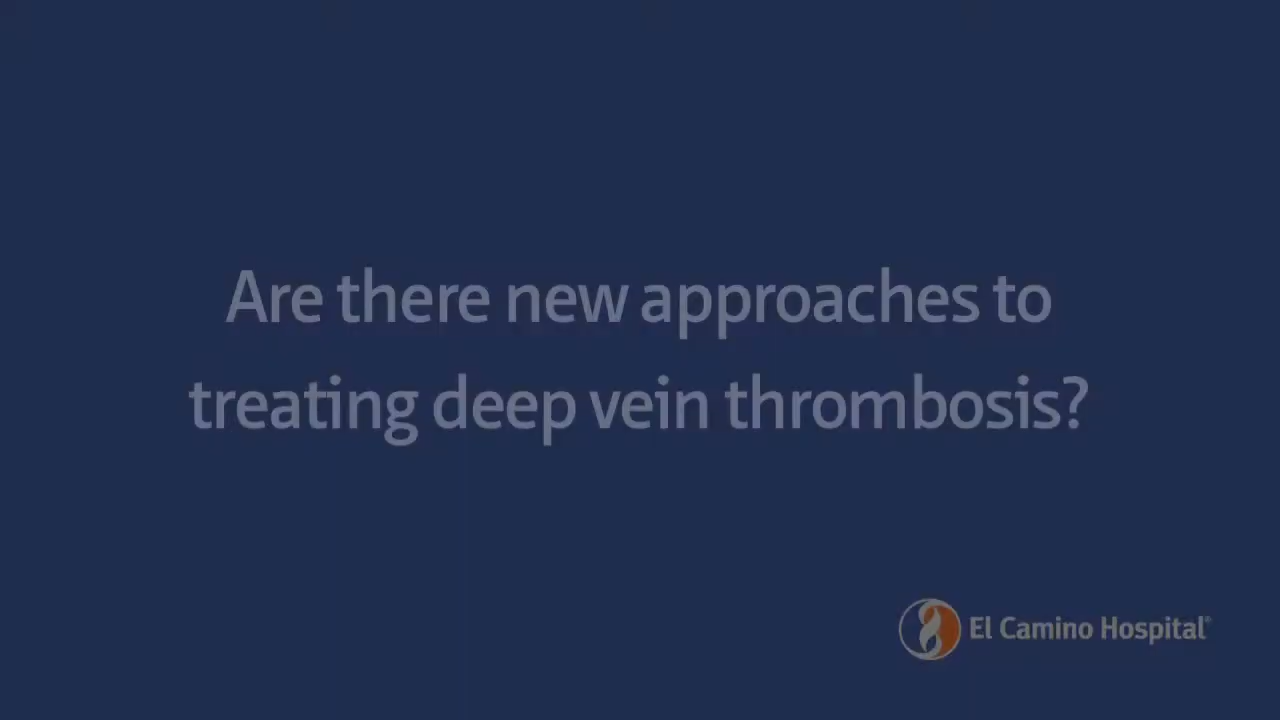 Are there new approaches to
treating deep vein thrombosis?
El Camino Hospital®